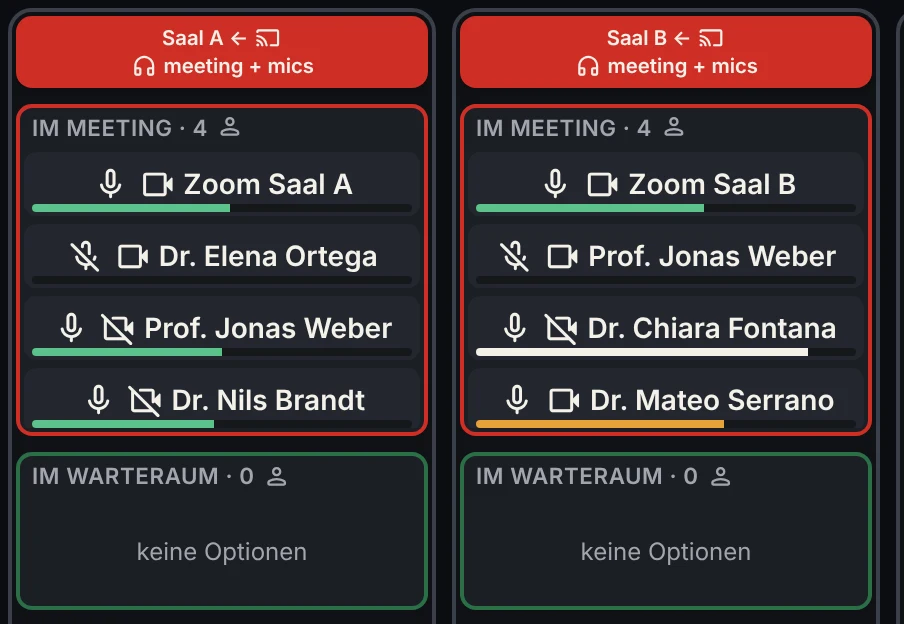 Saal A ←
meeting + mics
IM MEETING · 4
Zoom Saal A
Dr. Elena Ortega
Prof. Jonas Weber
Dr. Nils Brandt
IM WARTERAUM · 0
keine Optionen
Saal B ←
meeting + mics
IM MEETING · 4
Zoom Saal B
Prof. Jonas Weber
Dr. Chiara Fontana
Dr. Mateo Serrano
IM WARTERAUM · 0
keine Optionen